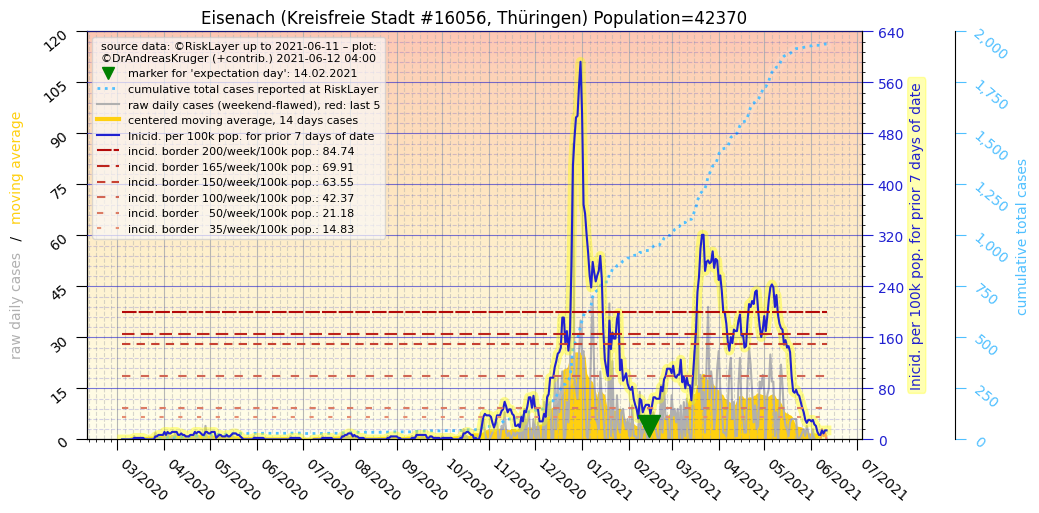 Eisenach (Kreisfreie Stadt #16056, Thüringen) Population=42370
source data: ©RiskLayer up to 2021-06-11 – plot:
©DrAndreasKruger (+contrib.) 2021-06-12 04:00
marker for 'expectation day': 14.02.2021
cumulative total cases reported at RiskLayer
raw daily cases (weekend-flawed), red: last 5
centered moving average, 14 days cases
Inicid. per 100k pop. for prior 7 days of date
incid. border 200/week/100k pop.: 84.74
incid. border 165/week/100k pop.: 69.91
incid. border 150/week/100k pop.: 63.55
incid. border 100/week/100k pop.: 42.37
incid. border 50/week/100k pop.: 21.18
incid. border 35/week/100k pop.: 14.83
raw daily cases / moving average
120
105
90
75
60
45
30
15
0
640
560
480
400
320
240
160
80
0
Inicid. per 100k pop. for prior 7 days of date
2,000
1,750
1,500
1,250
1,000
750
500
250
0
cumulative total cases
03/2020
04/2020
05/2020
06/2020
07/2020
08/2020
09/2020
10/2020
11/2020
12/2020
01/2021
02/2021
03/2021
04/2021
05/2021
06/2021
07/2021